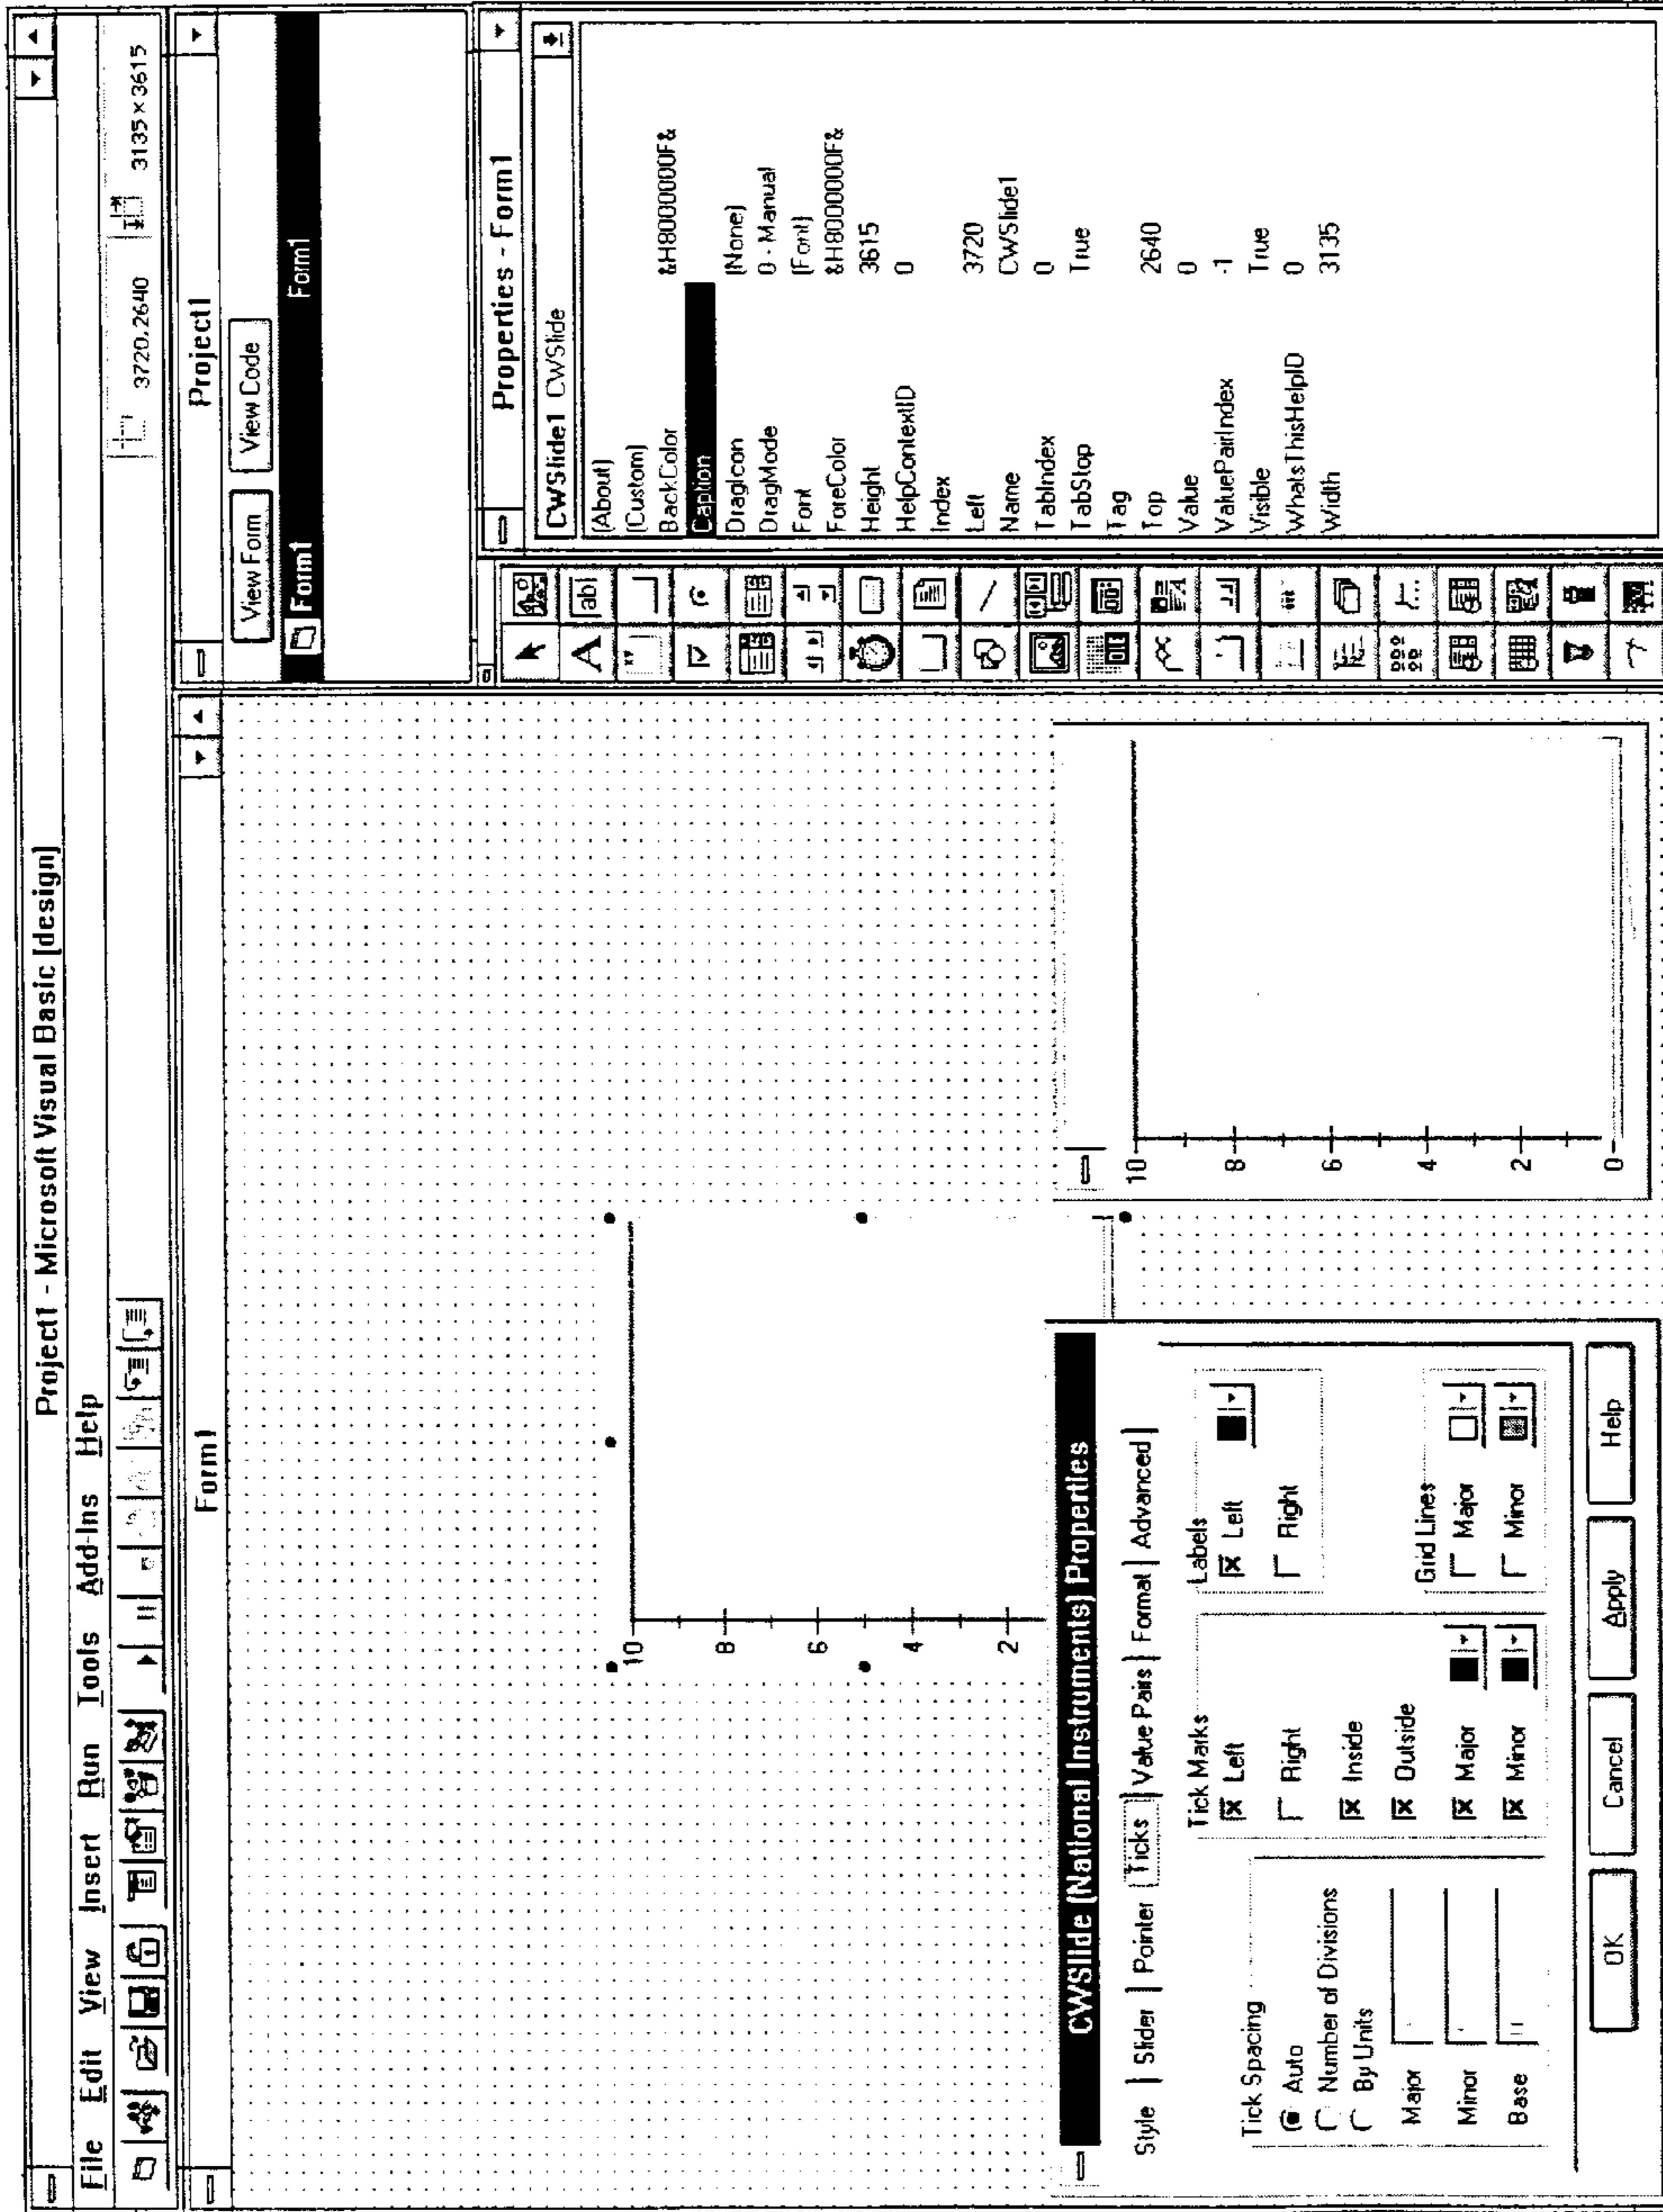 Project1 - Microsoft Visual Basic [design]
File Edit View Insert Run Tools Add-Ins Help
3720,2640 3135 × 3615
Form1
10
8
6
4
2
Project1
View Form View Code
Form1 Form1
Properties - Form1
CWSlide1 CWSlide
(About)
(Custom)
BackColor &H8000000F&
Caption
DragIcon (None)
DragMode 0 - Manual
Font (Font)
ForeColor &H8000000F&
Height 3615
HelpContextID 0
Index
Left 3720
Name CWSlide1
TabIndex 0
TabStop True
Tag
Top 2640
Value 0
ValuePairIndex -1
Visible True
WhatsThisHelpID 0
Width 3135
A abl
CWSlide (National Instruments) Properties
Style Slider Pointer Ticks Value Pairs Format Advanced
Tick Spacing
Auto
Number of Divisions
By Units
Major
Minor
Base
Tick Marks
Left
Right
Inside
Outside
Major
Minor
Labels
Left
Right
Grid Lines
Major
Minor
OK Cancel Apply Help
10
8
6
4
2
0